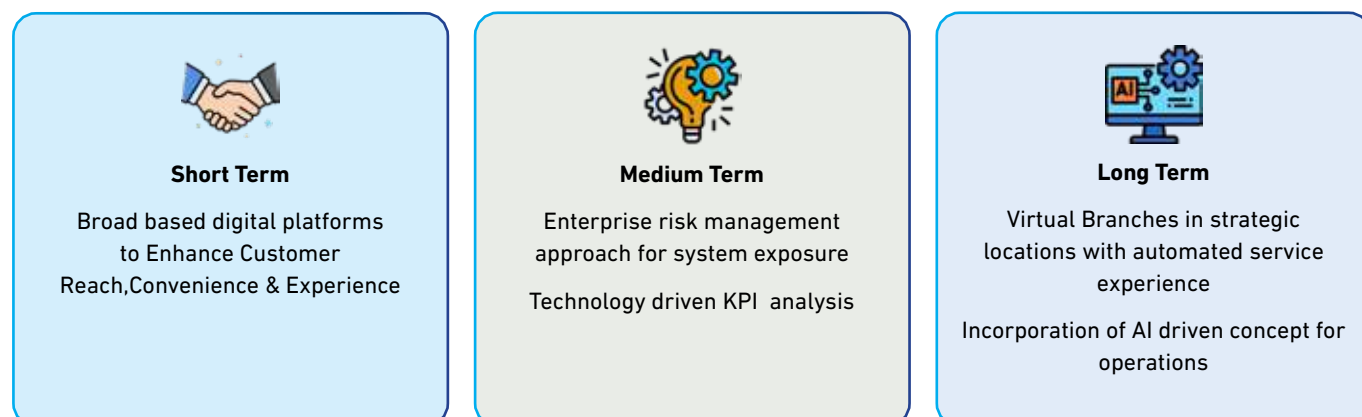 Short Term
Broad based digital platforms
to Enhance Customer
Reach,Convenience & Experience
Medium Term
Enterprise risk management
approach for system exposure
Technology driven KPI  analysis
AI
Long Term
Virtual Branches in strategic
locations with automated service
experience
Incorporation of AI driven concept for
operations